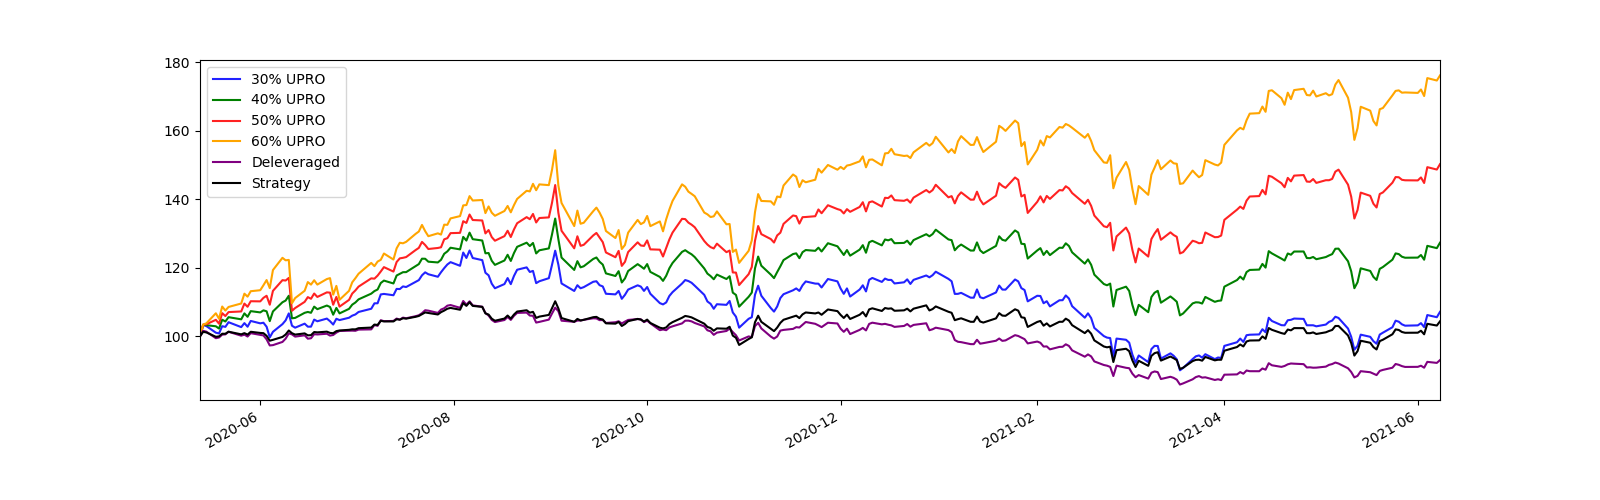 180
160
140
120
100
30% UPRO
40% UPRO
50% UPRO
60% UPRO
Deleveraged
Strategy
2020-06
2020-08
2020-10
2020-12
2021-02
2021-04
2021-06